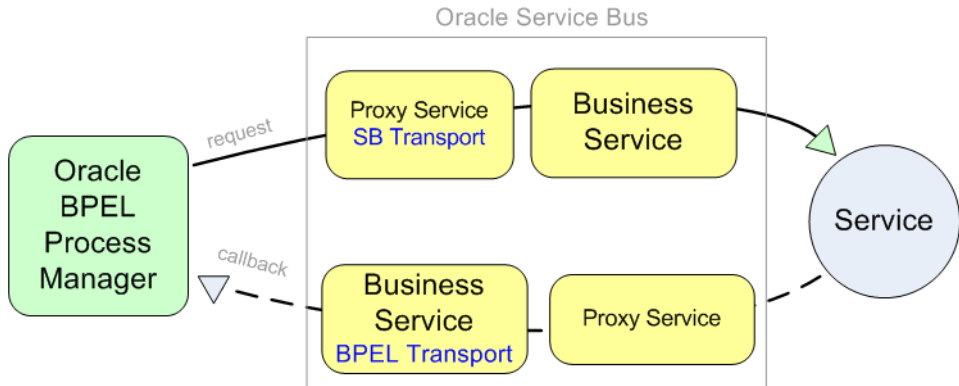 Oracle Service Bus
request
Proxy Service
SB Transport
Business
Service
Oracle
BPEL
Process
Manager
Service
callback
Business
Service
BPEL Transport
Proxy Service